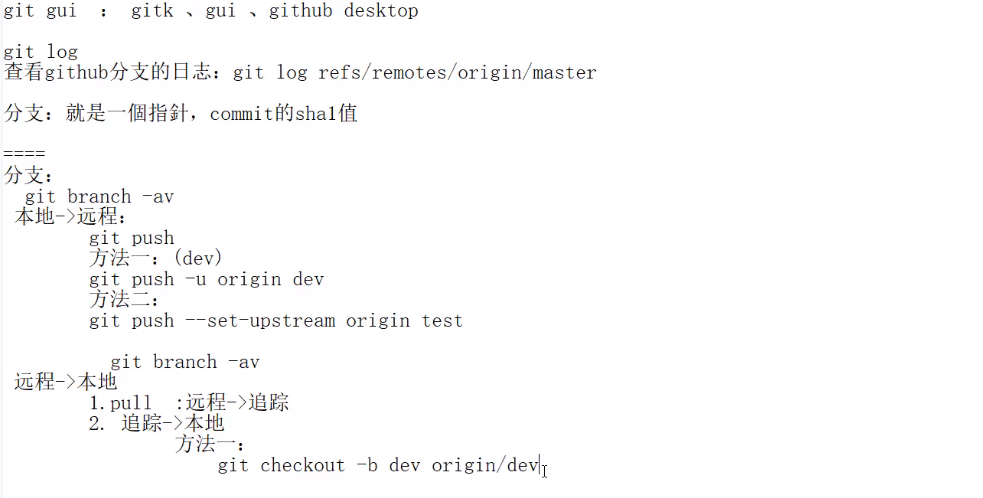 git gui ： gitk 、gui 、github desktop
git log
查看github分支的日志：git log refs/remotes/origin/master
分支：就是一個指針，commit的sha1值
====
分支：
git branch -av
本地->远程：
git push
方法一：(dev)
git push -u origin dev
方法二：
git push --set-upstream origin test
git branch -av
远程->本地
1.pull :远程->追踪
2. 追踪->本地
方法一：
git checkout -b dev origin/dev